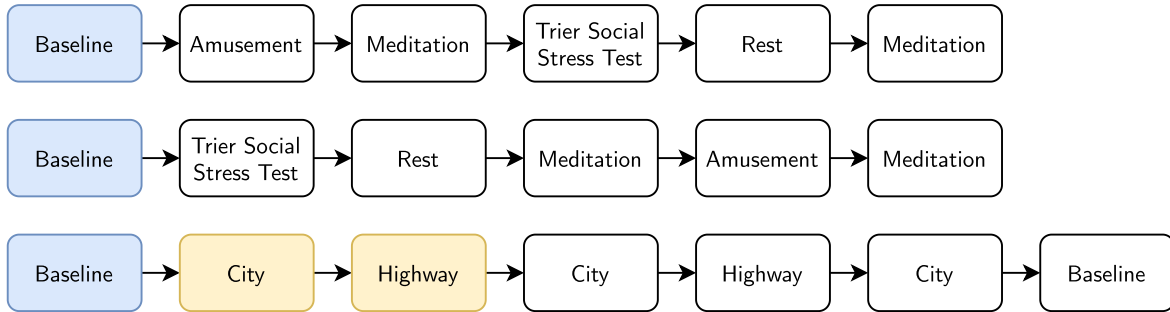 Baseline
Amusement
Meditation
Trier Social
Stress Test
Rest
Meditation
Baseline
Trier Social
Stress Test
Rest
Meditation
Amusement
Meditation
Baseline
City
Highway
City
Highway
City
Baseline